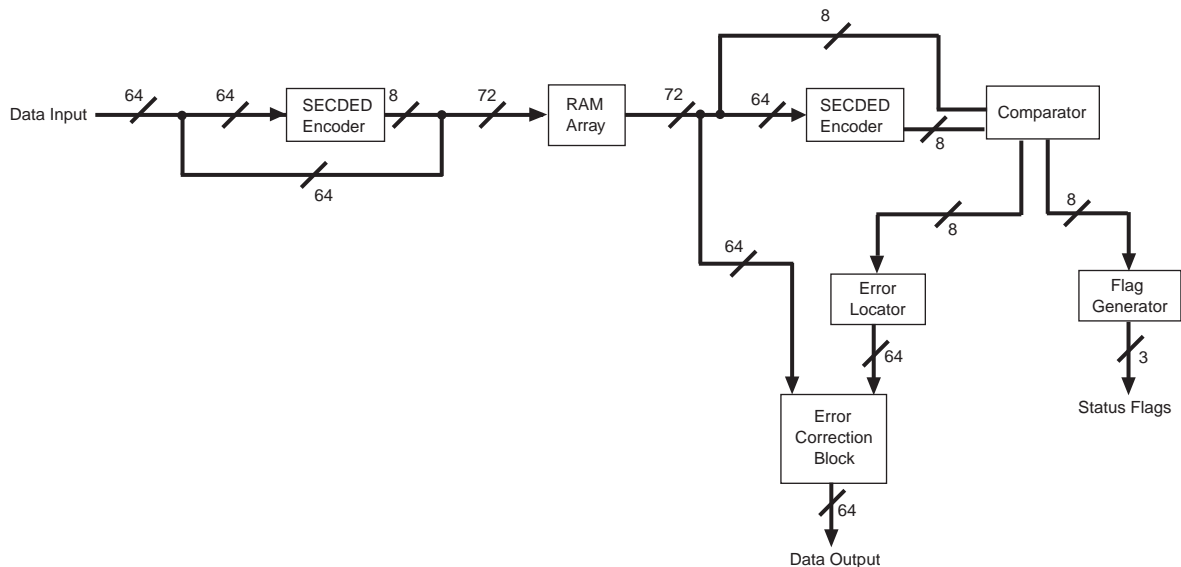 8
64
64
8
72
72
64
Data Input
SECDED
Encoder
RAM
Array
SECDED
Encoder
Comparator
8
64
8
8
64
Error
Locator
Flag
Generator
64
3
Status Flags
Error
Correction
Block
64
Data Output